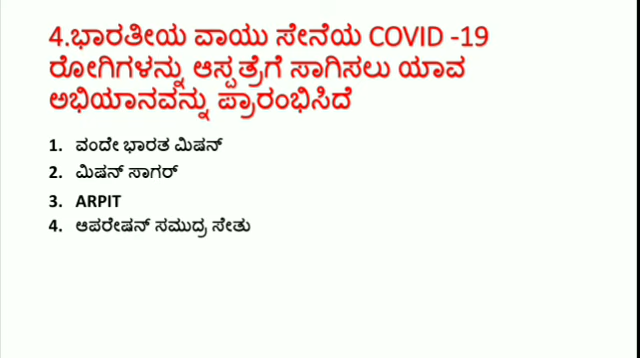 4.ಭಾರತೀಯ ವಾಯು ಸೇನೆಯ COVID -19
ರೋಗಿಗಳನ್ನು ಆಸ್ಪತ್ರೆಗೆ ಸಾಗಿಸಲು ಯಾವ
ಅಭಿಯಾನವನ್ನು ಪ್ರಾರಂಭಿಸಿದೆ
1. ವಂದೇ ಭಾರತ ಮಿಷನ್
2. ಮಿಷನ್ ಸಾಗರ್
3. ARPIT
4. ಆಪರೇಷನ್ ಸಮುದ್ರ ಸೇತು